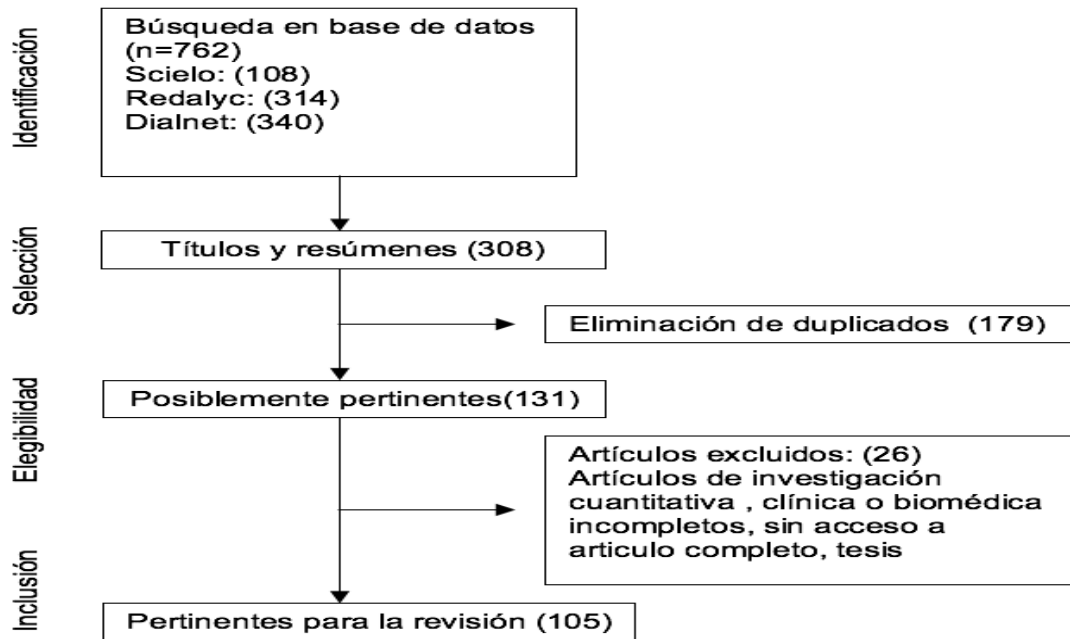 Identificación
Búsqueda en base de datos
(n=762)
Scielo: (108)
Redalyc: (314)
Dialnet: (340)
Selección
Títulos y resúmenes (308)
Eliminación de duplicados (179)
Elegibilidad
Posiblemente pertinentes(131)
Artículos excluidos: (26)
Artículos de investigación
cuantitativa , clínica o biomédica
incompletos, sin acceso a
articulo completo, tesis
Inclusión
Pertinentes para la revisión (105)